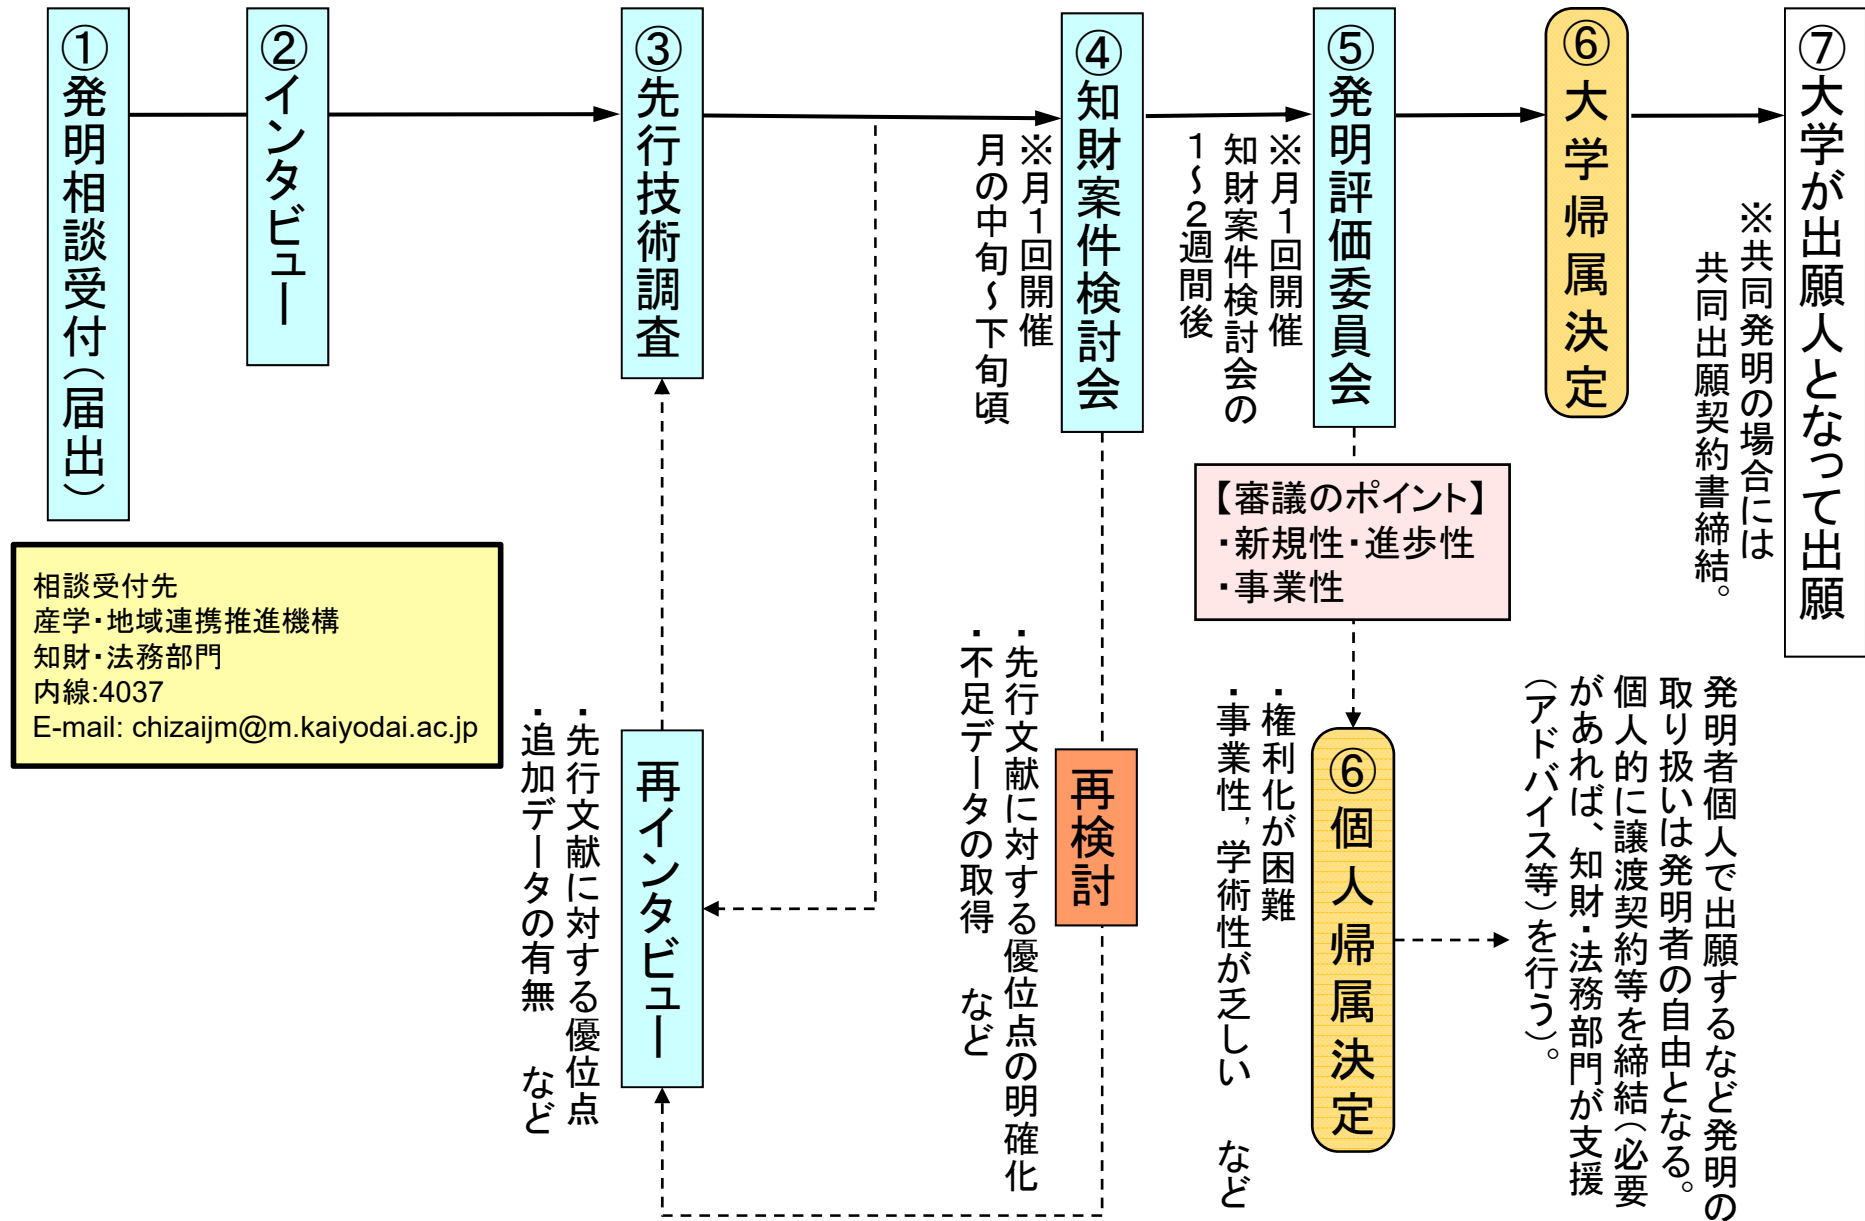 ①発明相談受付（届出）
②インタビュー
③先行技術調査
④知財案件検討会
※月１回開催
月の中旬～下旬頃
⑤発明評価委員会
※月１回開催
知財案件検討会の
１～２週間後
⑥大学帰属決定
⑦大学が出願人となって出願
※共同発明の場合には
共同出願契約書締結。
相談受付先
産学・地域連携推進機構
知財・法務部門
内線:4037
E-mail: chizaijm@m.kaiyodai.ac.jp
再インタビュー
・先行文献に対する優位点
・追加データの有無　など
再検討
・先行文献に対する優位点の明確化
・不足データの取得　など
【審議のポイント】
・新規性・進歩性
・事業性
⑥個人帰属決定
・権利化が困難
・事業性，学術性が乏しい　など
発明者個人で出願するなど発明の
取り扱いは発明者の自由となる。
個人的に譲渡契約等を締結（必要
があれば、知財・法務部門が支援
（アドバイス等）を行う）。